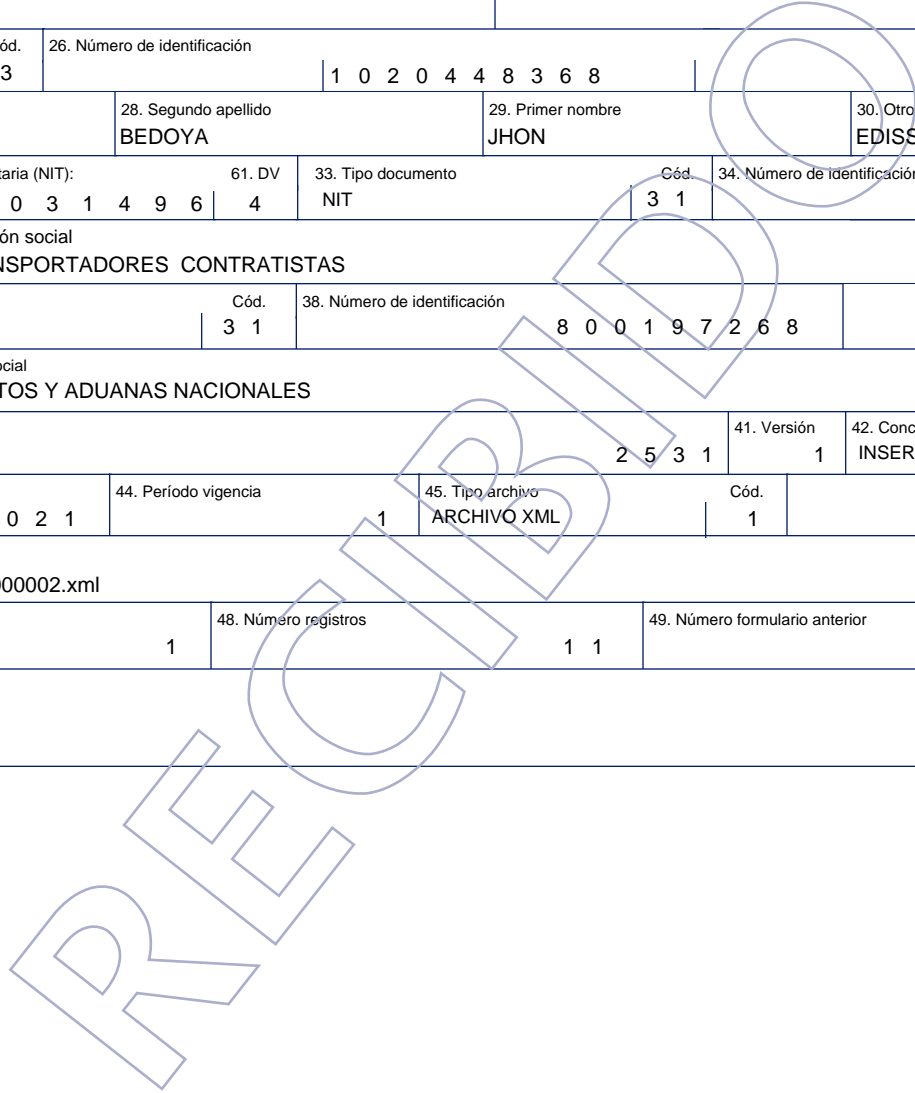 ód. 26. Número de identificación
3 1 0 2 0 4 4 8 3 6 8
28. Segundo apellido 29. Primer nombre 30. Otro
BEDOYA JHON EDISS
taria (NIT): 61. DV 33. Tipo documento Cód. 34. Número de identificación
0 3 1 4 9 6 4 NIT 3 1
ón social
NSPORTADORES CONTRATISTAS
Cód. 38. Número de identificación
3 1 8 0 0 1 9 7 2 6 8
ocial
TOS Y ADUANAS NACIONALES
41. Versión 42. Conc
2 5 3 1 1 INSER
44. Período vigencia 45. Tipo archivo Cód.
0 2 1 1 ARCHIVO XML 1
000002.xml
48. Número registros 49. Número formulario anterior
1 1 1
RECIBIDO